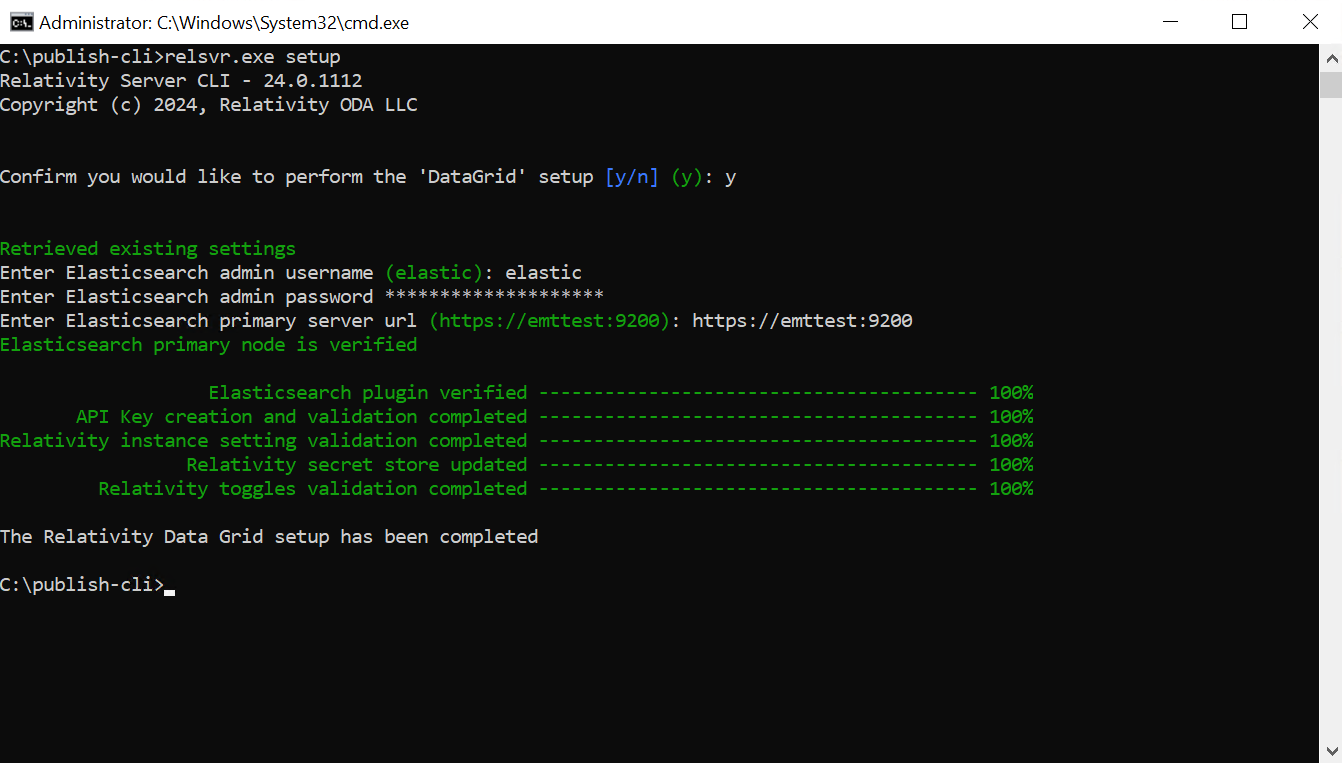 Administrator: C:\Windows\System32\cmd.exe
C:\publish-cli>relsvr.exe setup
Relativity Server CLI - 24.0.1112
Copyright (c) 2024, Relativity ODA LLC
Confirm you would like to perform the 'DataGrid' setup [y/n] (y): y
Retrieved existing settings
Enter Elasticsearch admin username (elastic): elastic
Enter Elasticsearch admin password ********************
Enter Elasticsearch primary server url (https://emttest:9200): https://emttest:9200
Elasticsearch primary node is verified
Elasticsearch plugin verified ---------------------------------------- 100%
API Key creation and validation completed ---------------------------------------- 100%
Relativity instance setting validation completed ---------------------------------------- 100%
Relativity secret store updated ---------------------------------------- 100%
Relativity toggles validation completed ---------------------------------------- 100%
The Relativity Data Grid setup has been completed
C:\publish-cli>